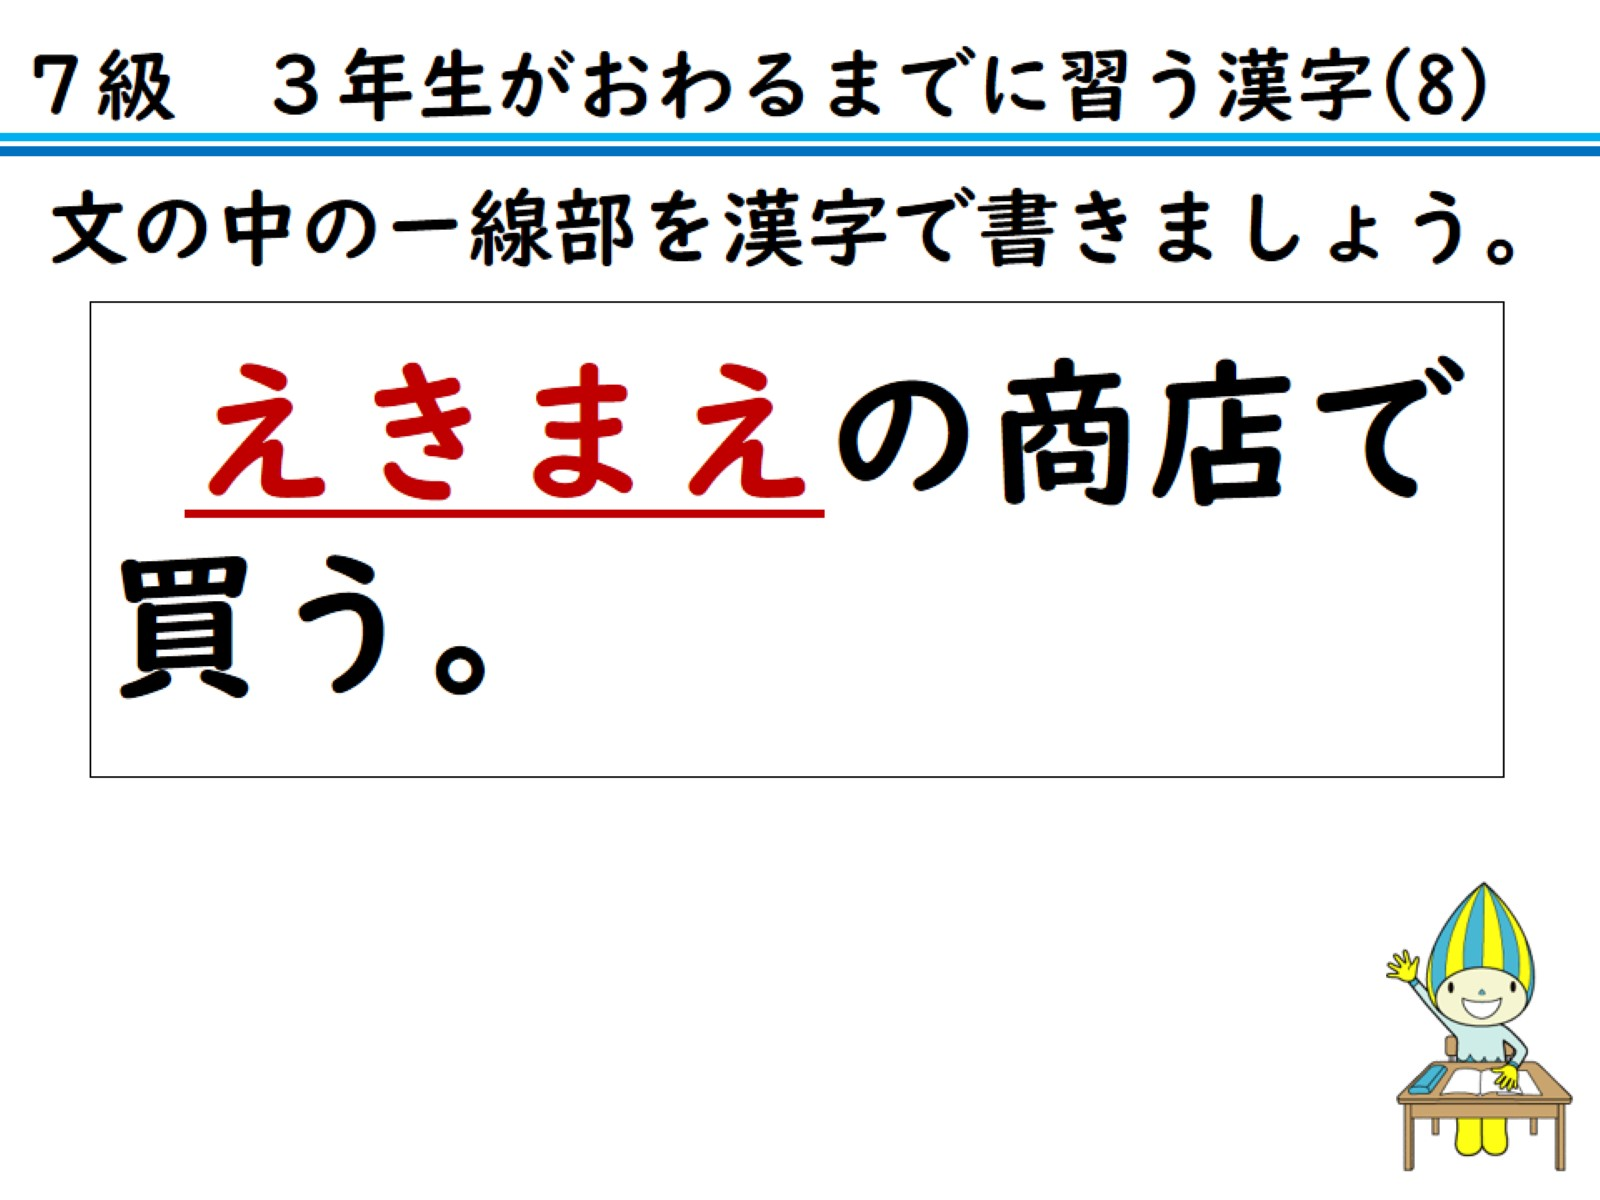 ７級　３年生がおわるまでに習う漢字(8)
文の中の―線部を漢字で書きましょう。
えきまえの商店で
買う。